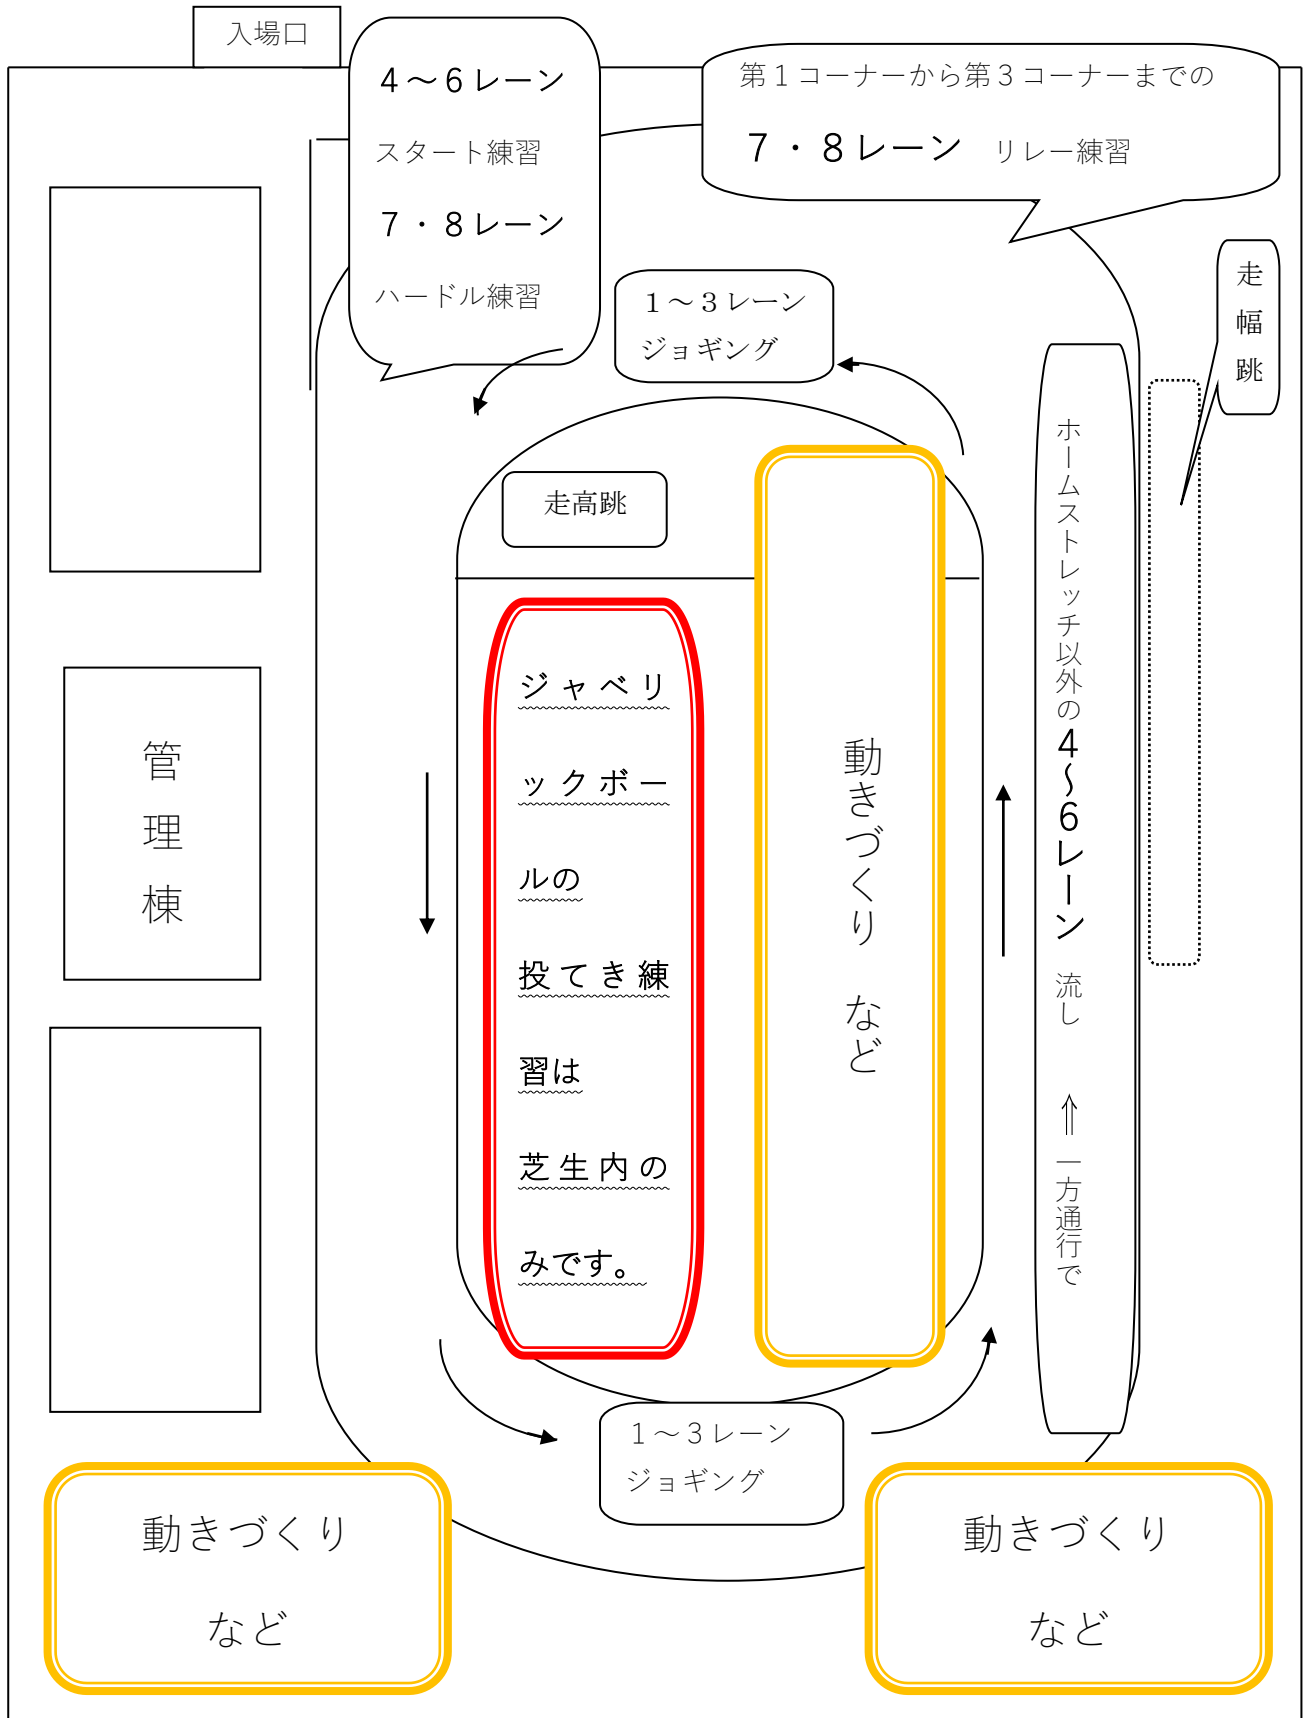 入場口
4～6レーン
スタート練習
7・8レーン
ハードル練習
第１コーナーから第３コーナーまでの
7・8レーン　リレー練習
走幅跳
１～３レーン
ジョギング
走高跳
ホームストレッチ以外の4～6レーン　流し　⇑一方通行で
ジャベリ
ックボー
ルの
投てき練
習は
芝生内の
みです。
動きづくり　など
管理棟
１～３レーン
ジョギング
動きづくり
など
動きづくり
など